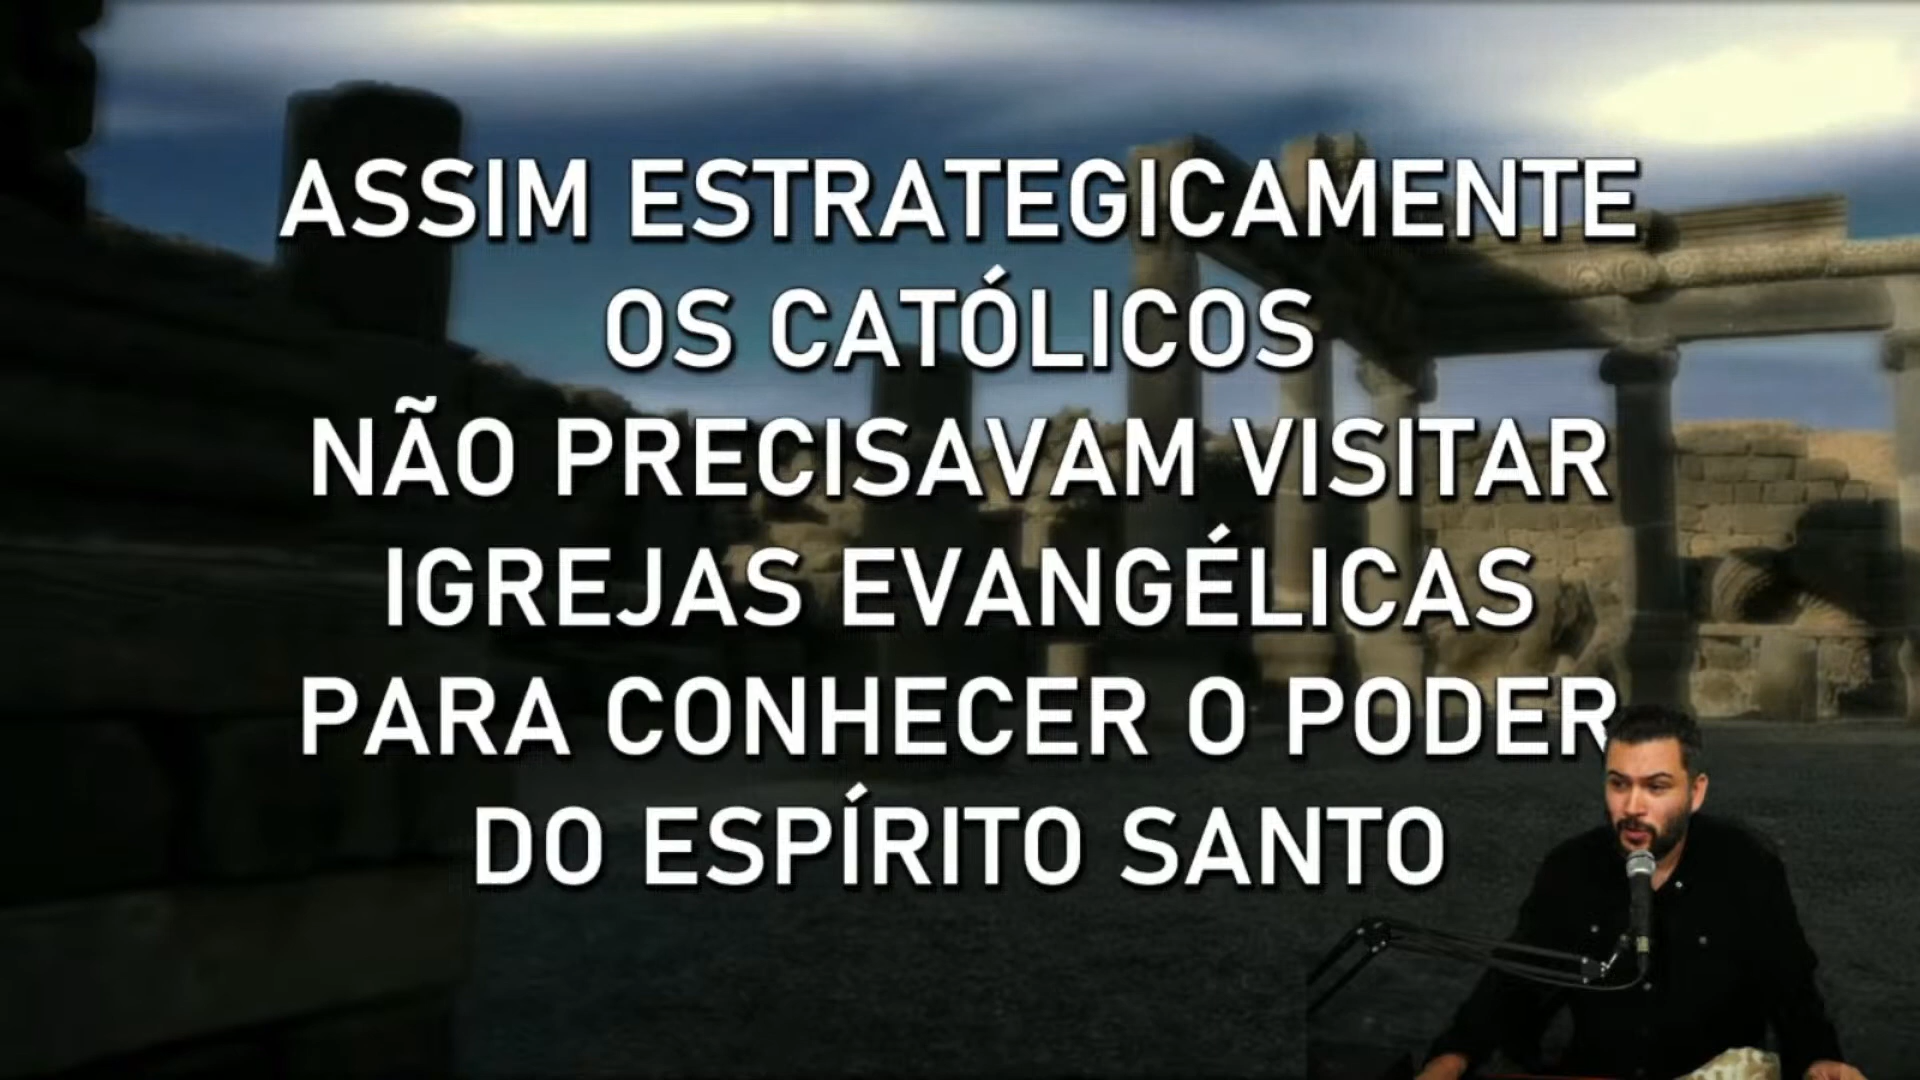 ASSIM ESTRATEGICAMENTE
OS CATÓLICOS
NÃO PRECISAVAM VISITAR
IGREJAS EVANGÉLICAS
PARA CONHECER O PODER
DO ESPÍRITO SANTO